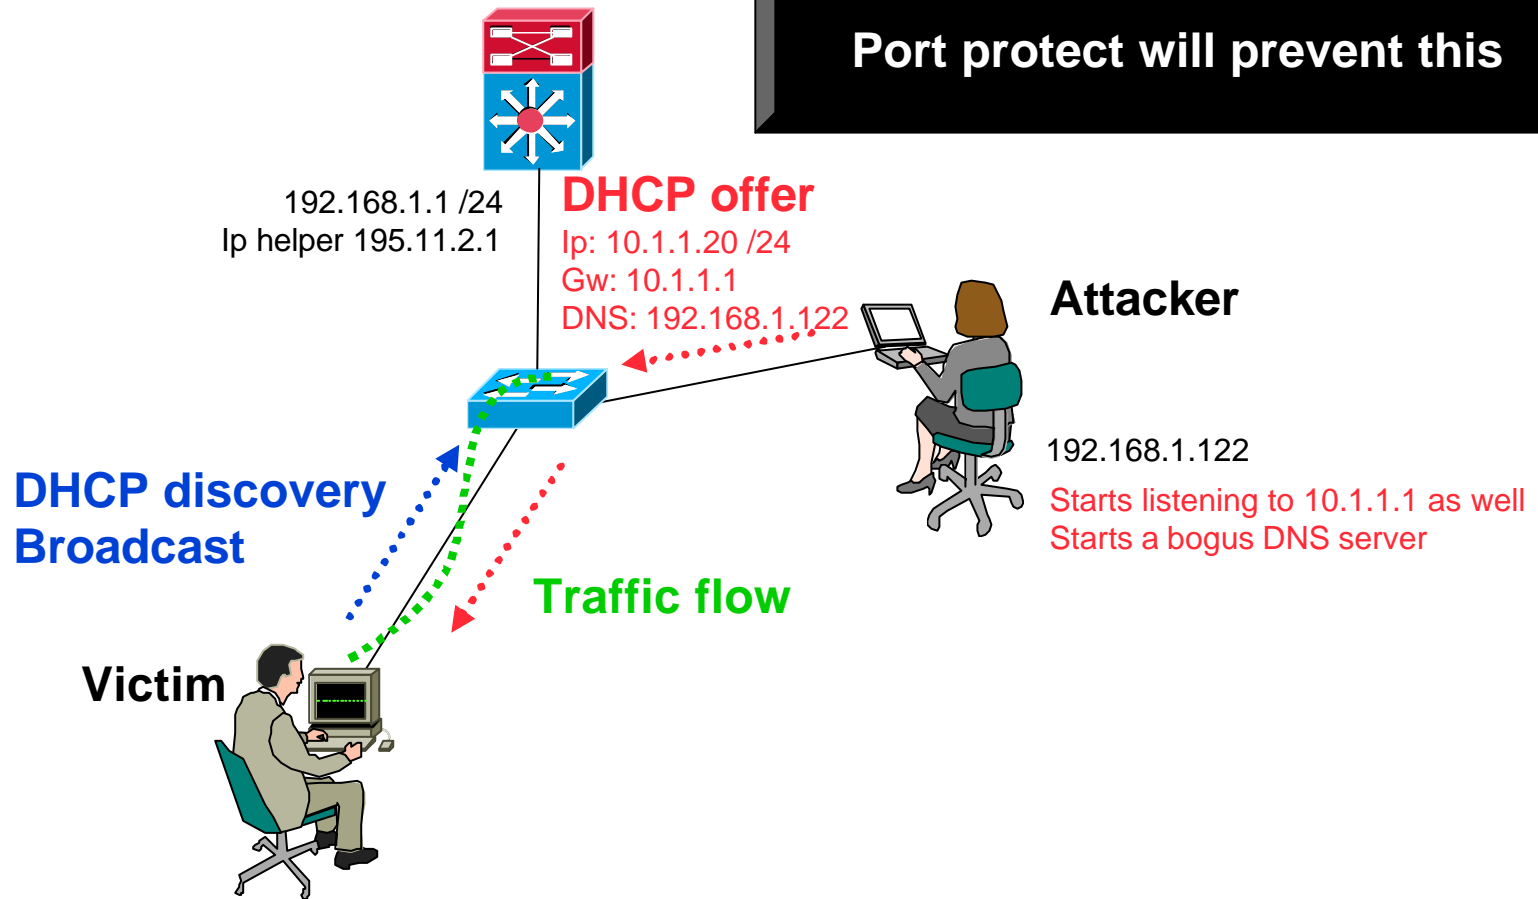 Port protect will prevent this
192.168.1.1 /24
Ip helper 195.11.2.1
DHCP offer
Ip: 10.1.1.20 /24
Gw: 10.1.1.1
DNS: 192.168.1.122
Attacker
192.168.1.122
Starts listening to 10.1.1.1 as well
Starts a bogus DNS server
DHCP discovery
Broadcast
Traffic flow
Victim